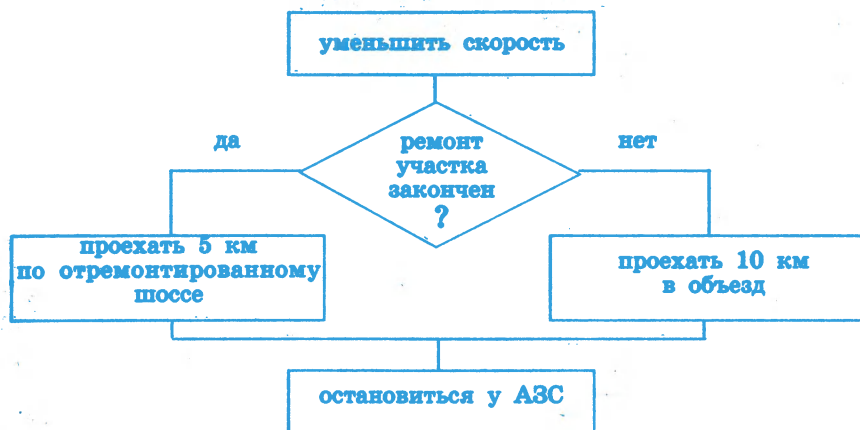 уменьшить скорость
да
ремонт
участка
закончен
?
нет
проехать 5 км
по отремонтированному
шоссе
проехать 10 км
в объезд
остановиться у АЗС